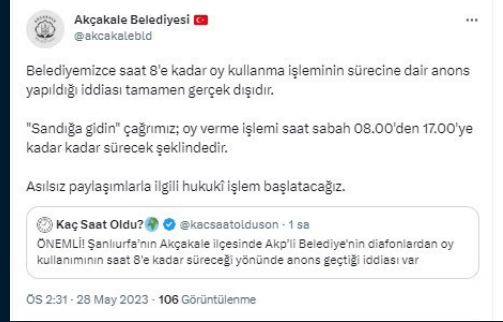 Akçakale Belediyesi
@akcakalebld
Belediyemizce saat 8'e kadar oy kullanma işleminin sürecine dair anons
yapıldığı iddiası tamamen gerçek dışıdır.
"Sandığa gidin" çağrımız; oy verme işlemi saat sabah 08.00'den 17.00'ye
kadar kadar sürecek şeklindedir.
Asılsız paylaşımlarla ilgili hukukî işlem başlatacağız.
Kaç Saat Oldu? @kacsaatolduson · 1 sa
ÖNEMLİ! Şanlıurfa'nın Akçakale ilçesinde Akp'li Belediye'nin diafonlardan oy
kullanımının saat 8'e kadar süreceği yönünde anons geçtiği iddiası var
ÖS 2:31 · 28 May 2023 · 106 Görüntülenme